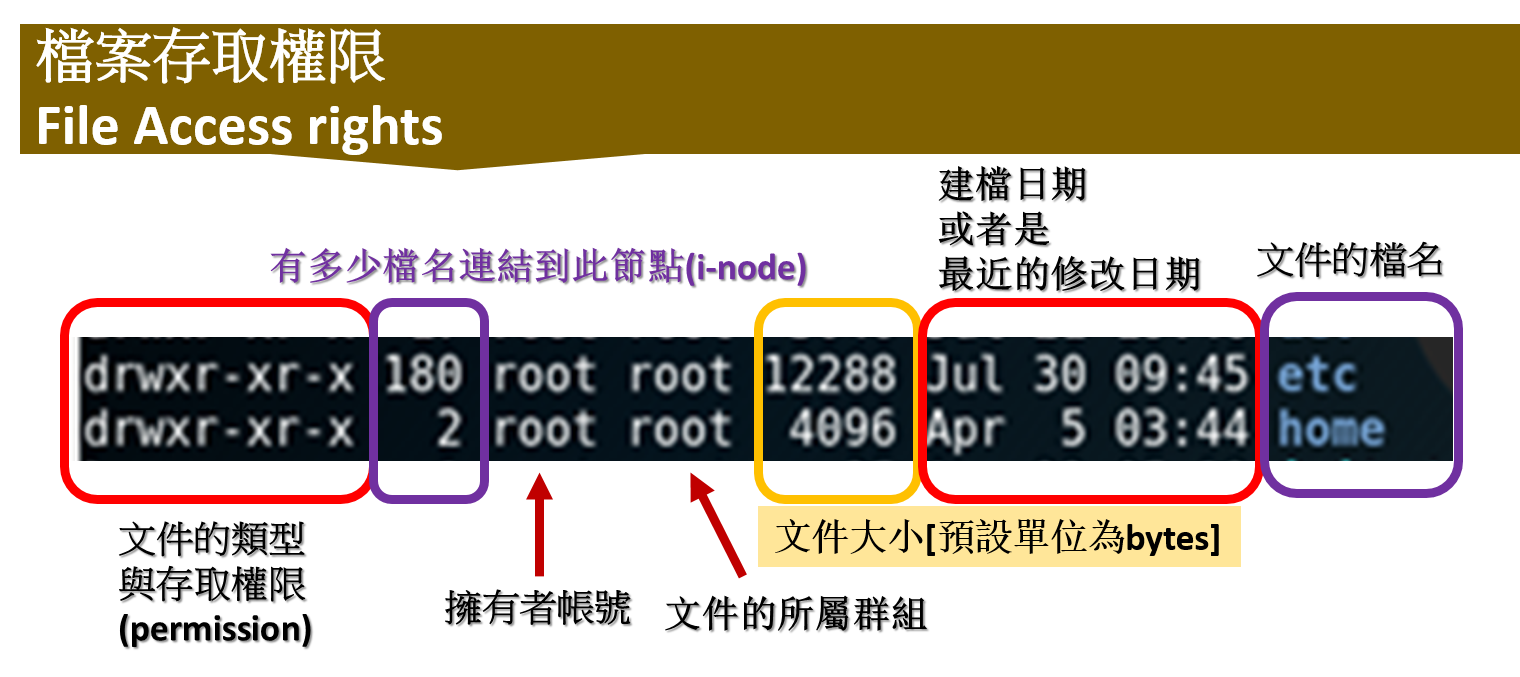 檔案存取權限
File Access rights
建檔日期
或者是
最近的修改日期
有多少檔名連結到此節點(i-node)
文件的檔名
drwxr-xr-x 180 root root 12288 Jul 30 09:45 etc
drwxr-xr-x 2 root root 4096 Apr 5 03:44 home
文件的類型
與存取權限
(permission)
擁有者帳號
文件的所屬群組
文件大小[預設單位為bytes]